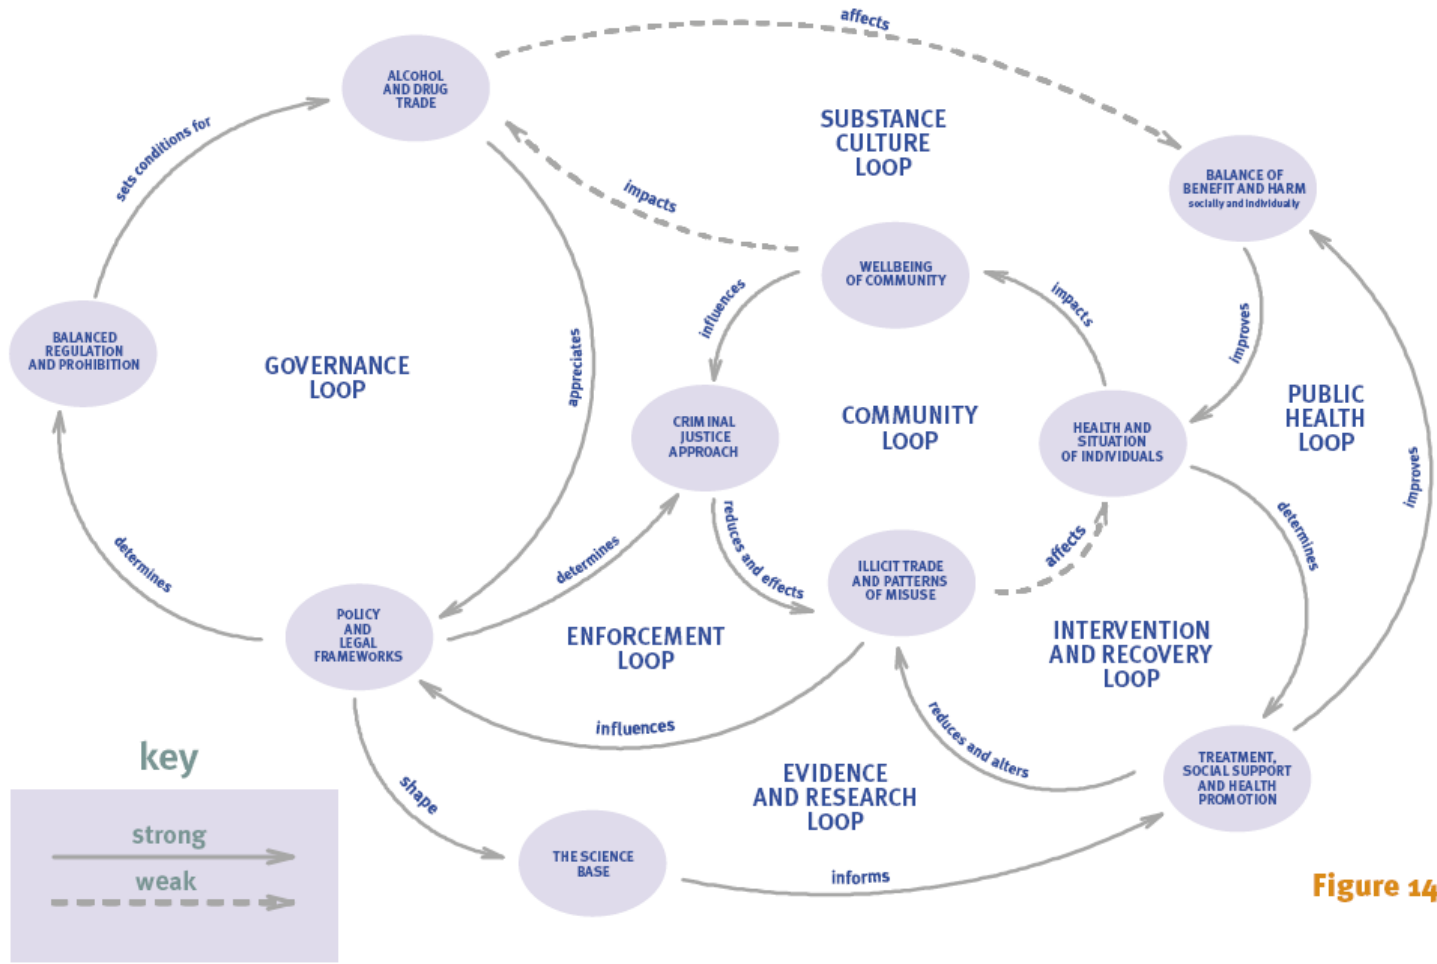 affects
ALCOHOL
AND DRUG
TRADE
sets conditions for
SUBSTANCE
CULTURE
LOOP
BALANCE OF
BENEFIT AND HARM
socially and individually
impacts
WELLBEING
OF COMMUNITY
influences
impacts
improves
BALANCED
REGULATION
AND PROHIBITION
GOVERNANCE
LOOP
appreciates
CRIMINAL
JUSTICE
APPROACH
COMMUNITY
LOOP
HEALTH AND
SITUATION
OF INDIVIDUALS
PUBLIC
HEALTH
LOOP
improves
determines
determines
reduces and effects
affects
determines
ILLICIT TRADE
AND PATTERNS
OF MISUSE
POLICY
AND
LEGAL
FRAMEWORKS
ENFORCEMENT
LOOP
INTERVENTION
AND RECOVERY
LOOP
influences
reduces and alters
shape
EVIDENCE
AND RESEARCH
LOOP
TREATMENT,
SOCIAL SUPPORT
AND HEALTH
PROMOTION
THE SCIENCE
BASE
informs
key
strong
weak
Figure 14